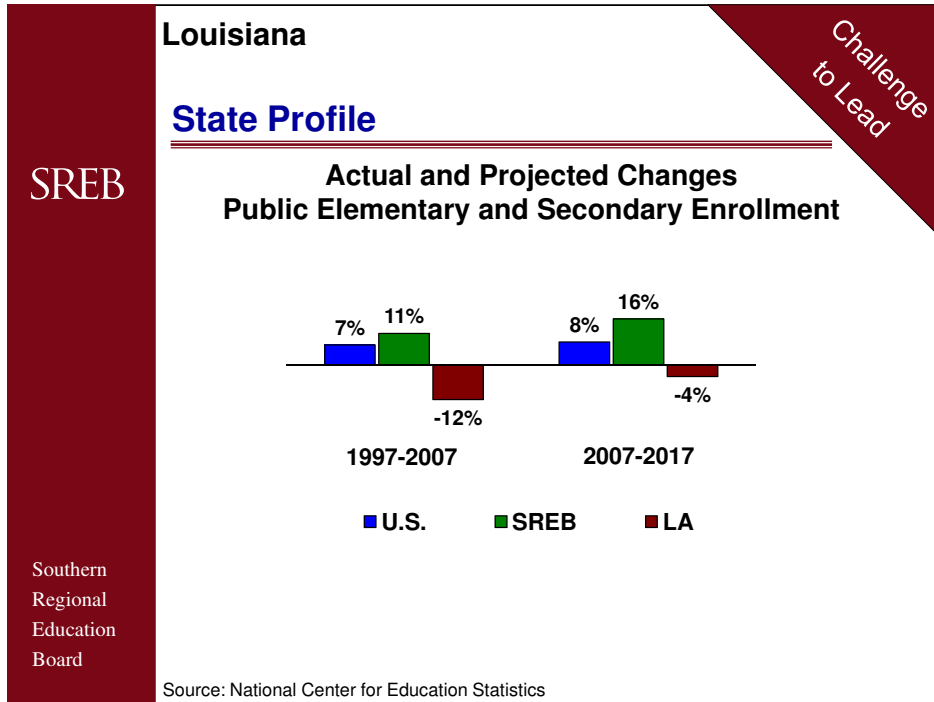 Louisiana
Challenge
to Lead
State Profile
SREB
Actual and Projected Changes
Public Elementary and Secondary Enrollment
7% 11% -12% 8% 16% -4%
1997-2007 2007-2017
U.S. SREB LA
Southern
Regional
Education
Board
Source: National Center for Education Statistics